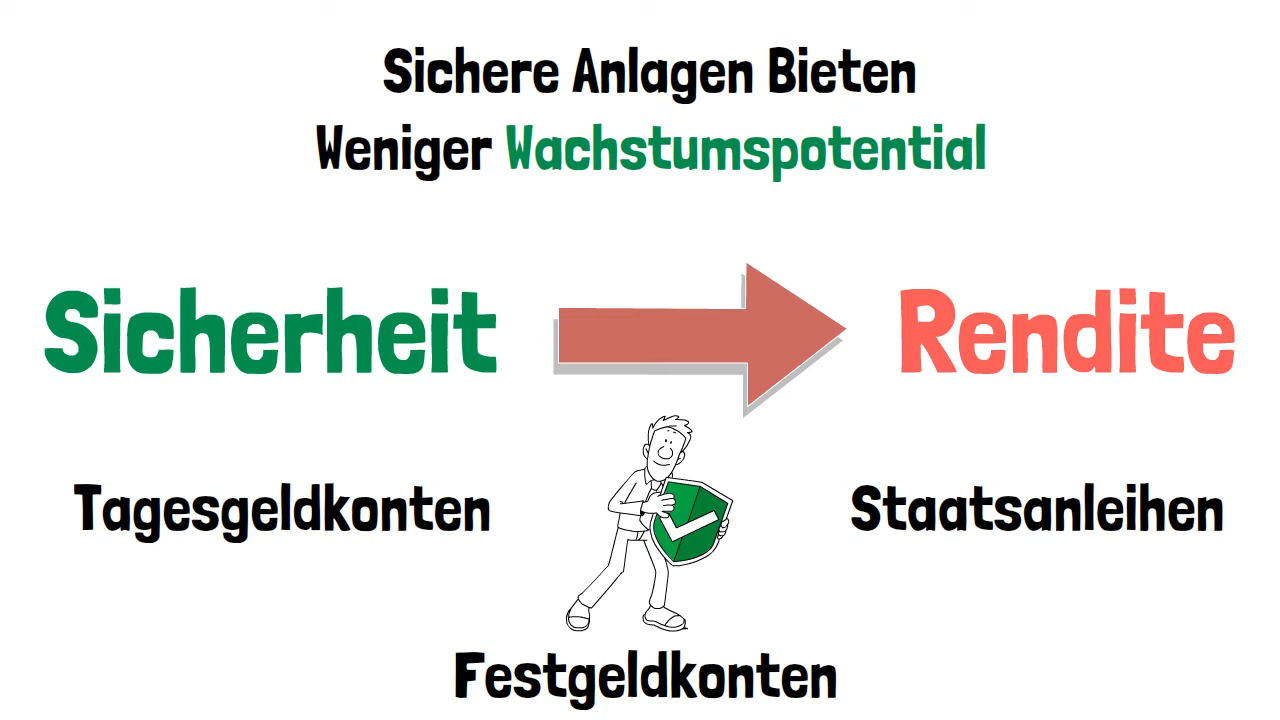 Sichere Anlagen Bieten
Weniger Wachstumspotential
Sicherheit
Rendite
Tagesgeldkonten
Staatsanleihen
Festgeldkonten